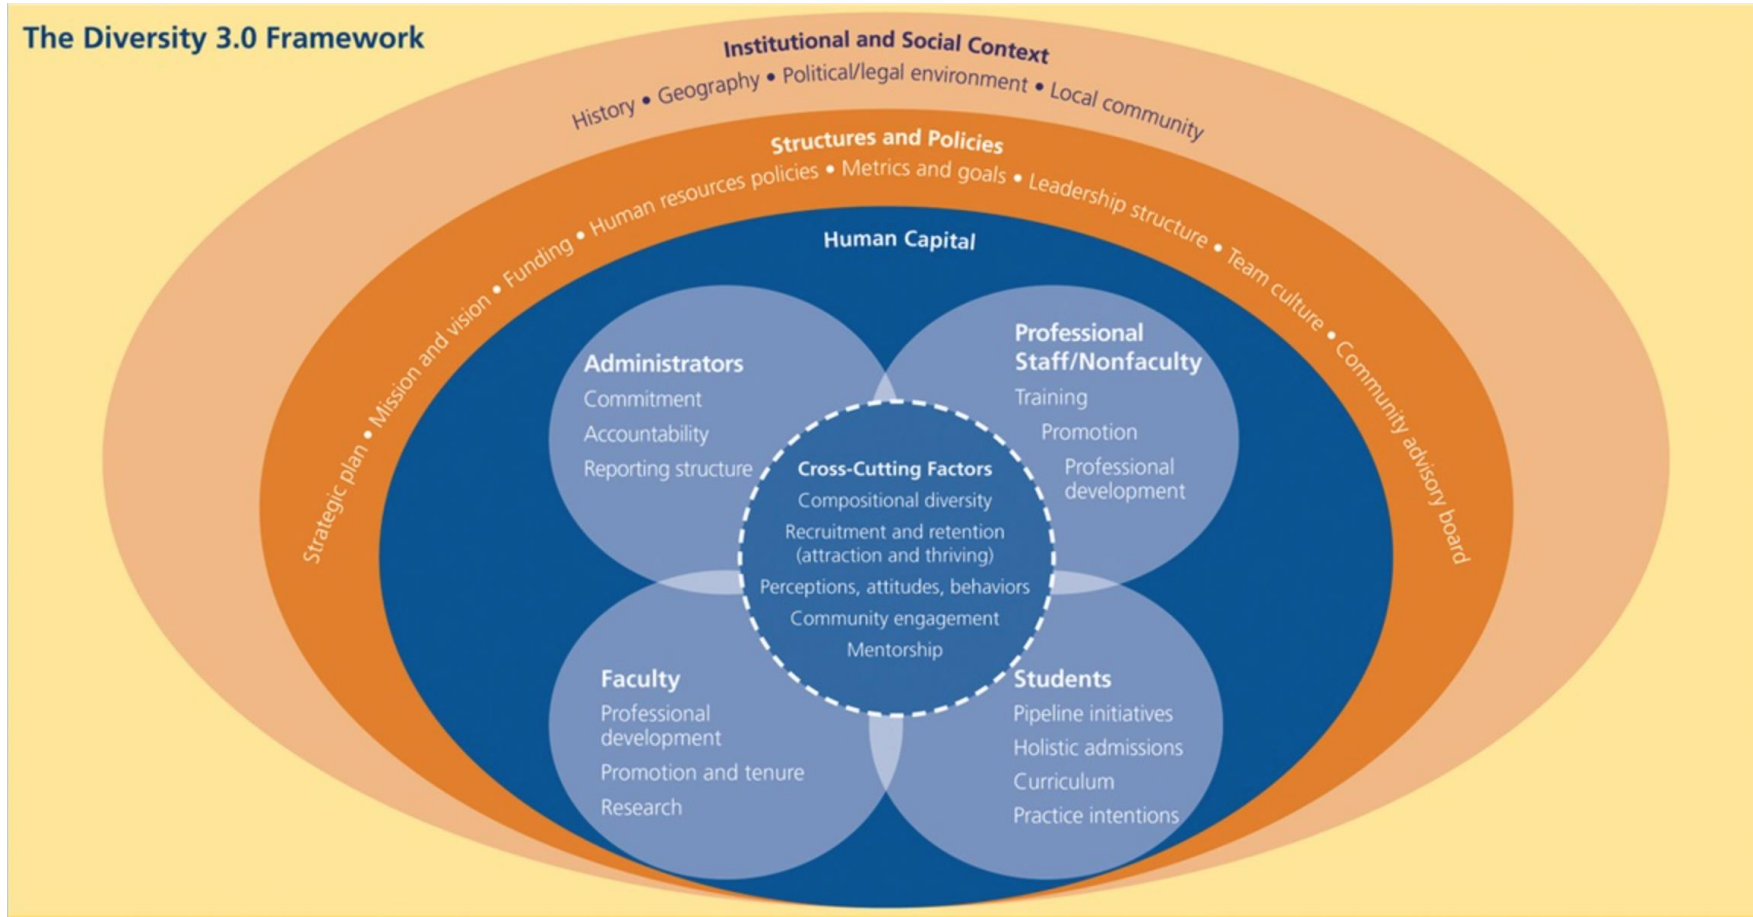 The Diversity 3.0 Framework
Institutional and Social Context
History • Geography • Political/legal environment • Local community
Structures and Policies
Strategic plan • Mission and vision • Funding • Human resources policies • Metrics and goals • Leadership structure • Team culture • Community advisory board
Human Capital
Administrators
Commitment
Accountability
Reporting structure
Professional
Staff/Nonfaculty
Training
Promotion
Professional
development
Cross-Cutting Factors
Compositional diversity
Recruitment and retention
(attraction and thriving)
Perceptions, attitudes, behaviors
Community engagement
Mentorship
Faculty
Professional
development
Promotion and tenure
Research
Students
Pipeline initiatives
Holistic admissions
Curriculum
Practice intentions